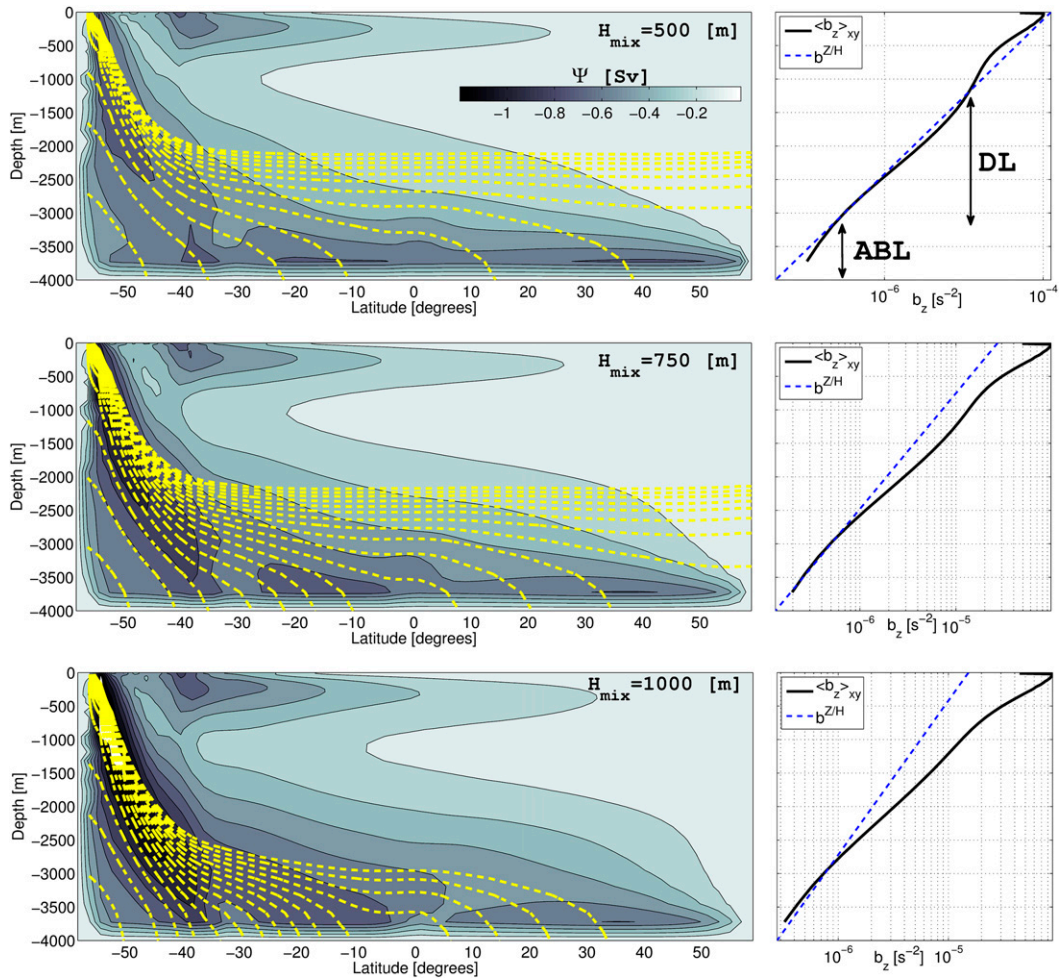 0
−500
−1000
−1500
−2000
−2500
−3000
−3500
−4000
Depth [m]
H_mix=500 [m]
Ψ [Sv]
−1 −0.8 −0.6 −0.4 −0.2
−50 −40 −30 −20 −10 0 10 20 30 40 50
Latitude [degrees]
<b_z>_xy
b^Z/H
DL
ABL
10^−6 10^−4
b_z [s^−2]
0
−500
−1000
−1500
−2000
−2500
−3000
−3500
−4000
Depth [m]
H_mix=750 [m]
−50 −40 −30 −20 −10 0 10 20 30 40 50
Latitude [degrees]
<b_z>_xy
b^Z/H
10^−6 10^−5
b_z [s^−2]
0
−500
−1000
−1500
−2000
−2500
−3000
−3500
−4000
Depth [m]
H_mix=1000 [m]
−50 −40 −30 −20 −10 0 10 20 30 40 50
Latitude [degrees]
<b_z>_xy
b^Z/H
10^−6 10^−5
b_z [s^−2]